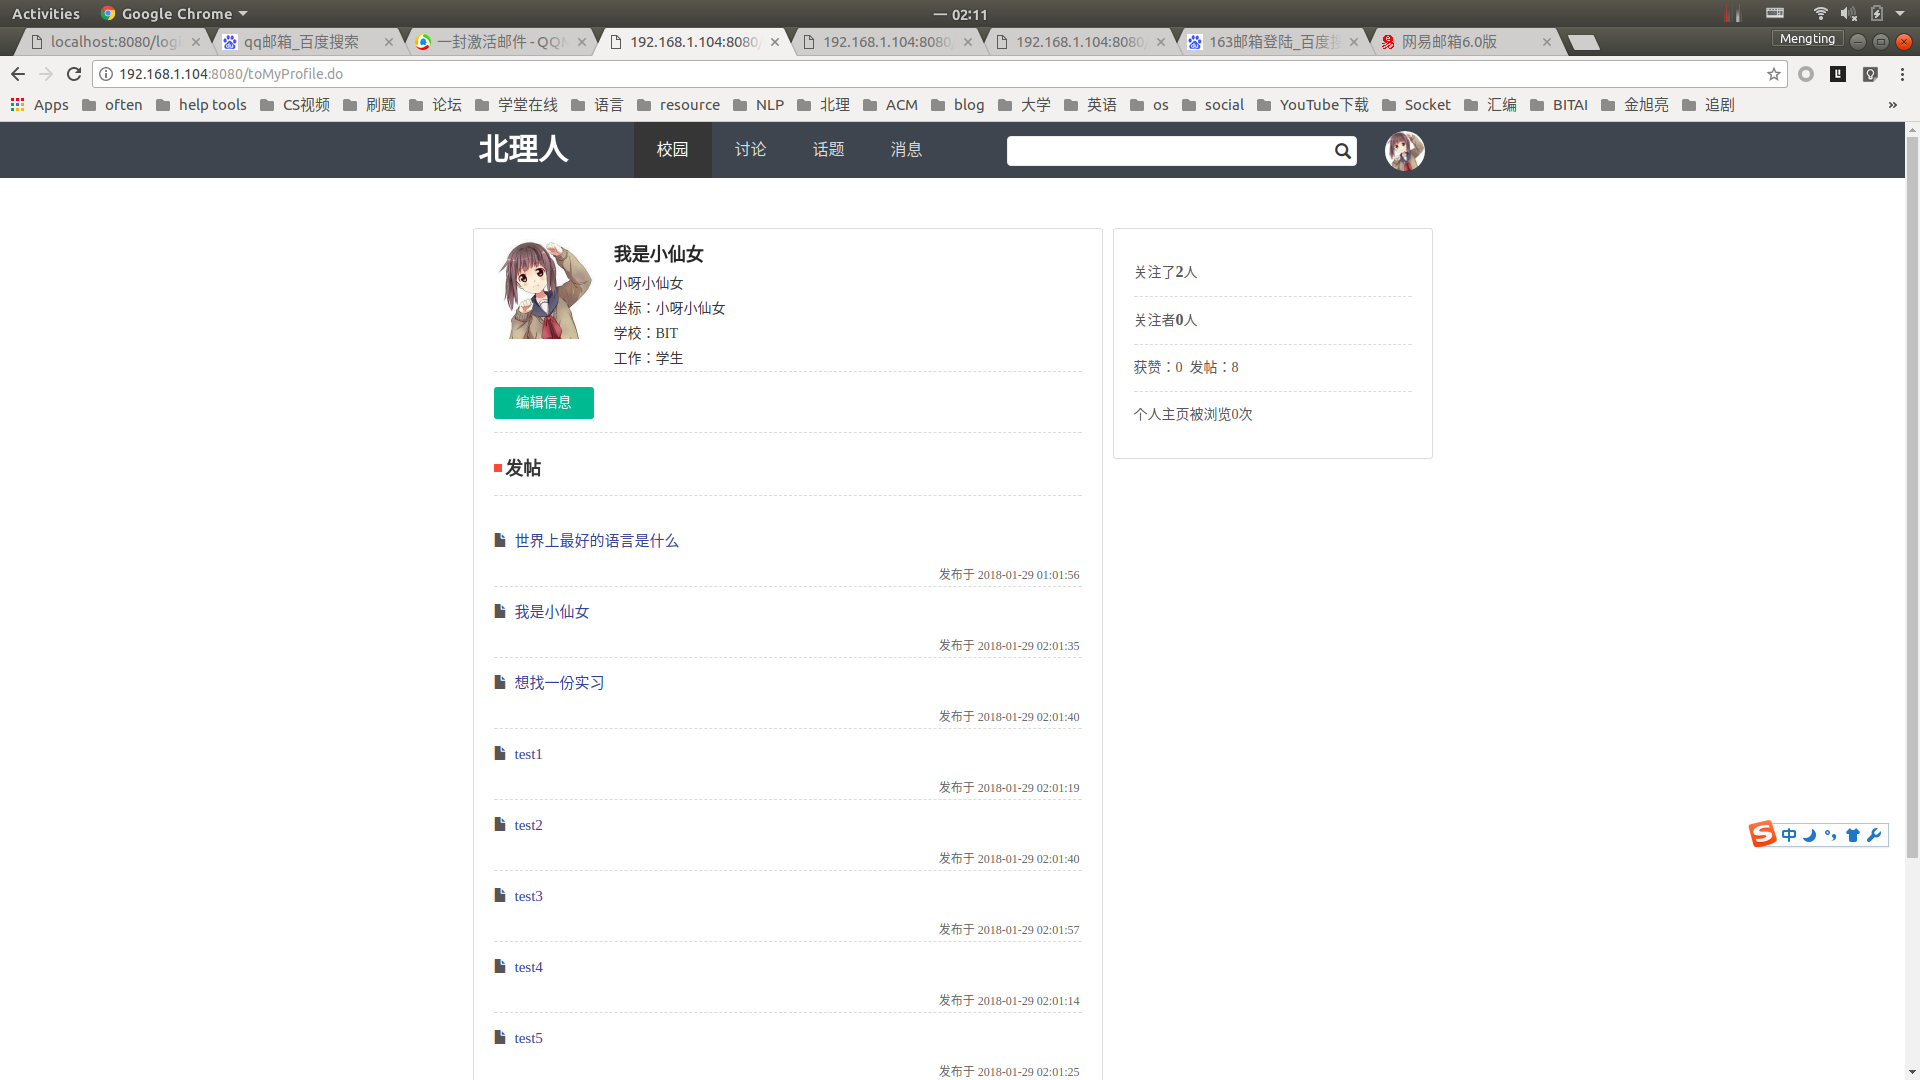 Activities Google Chrome 一 02:11
localhost:8080/logi qq邮箱_百度搜索 一封激活邮件 - QQM 192.168.1.104:8080/ 192.168.1.104:8080/ 192.168.1.104:8080/ 163邮箱登陆_百度搜 网易邮箱6.0版 Mengting
192.168.1.104:8080/toMyProfile.do
Apps often help tools CS视频 刷题 论坛 学堂在线 语言 resource NLP 北理 ACM blog 大学 英语 os social YouTube下载 Socket 汇编 BITAI 金旭亮 追剧 »
北理人 校园 讨论 话题 消息
我是小仙女
小呀小仙女
坐标：小呀小仙女
学校：BIT
工作：学生
编辑信息
关注了2人
关注者0人
获赞：0 发帖：8
个人主页被浏览0次
发帖
世界上最好的语言是什么
发布于 2018-01-29 01:01:56
我是小仙女
发布于 2018-01-29 02:01:35
想找一份实习
发布于 2018-01-29 02:01:40
test1
发布于 2018-01-29 02:01:19
test2
发布于 2018-01-29 02:01:40
test3
发布于 2018-01-29 02:01:57
test4
发布于 2018-01-29 02:01:14
test5
发布于 2018-01-29 02:01:25
中